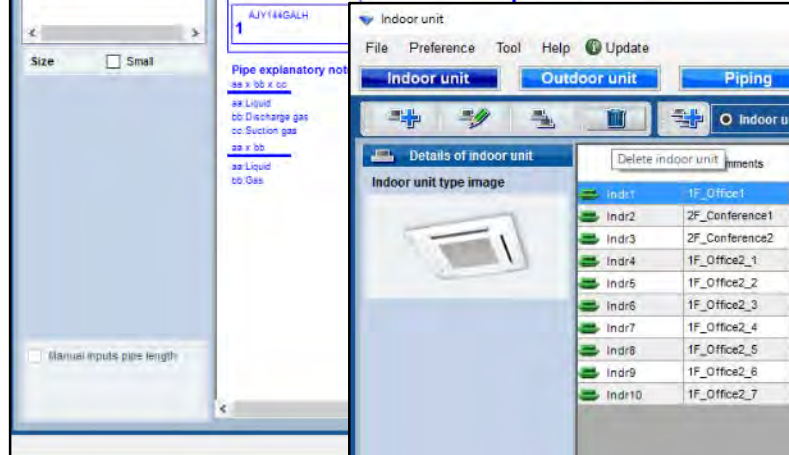 Size
Small
Manual inputs pipe length
AJY144GALH
1
Pipe explanatory not
aa x bb x cc
aa:Liquid
bb:Discharge gas
cc:Suction gas
aa x bb
aa:Liquid
bb:Gas
Indoor unit
File Preference Tool Help Update
Indoor unit Outdoor unit Piping
Indoor u
Details of indoor unit
Indoor unit type image
Delete indoor unit
mments
Indr1 1F_Office1
Indr2 2F_Conference1
Indr3 2F_Conference2
Indr4 1F_Office2_1
Indr5 1F_Office2_2
Indr6 1F_Office2_3
Indr7 1F_Office2_4
Indr8 1F_Office2_5
Indr9 1F_Office2_6
Indr10 1F_Office2_7